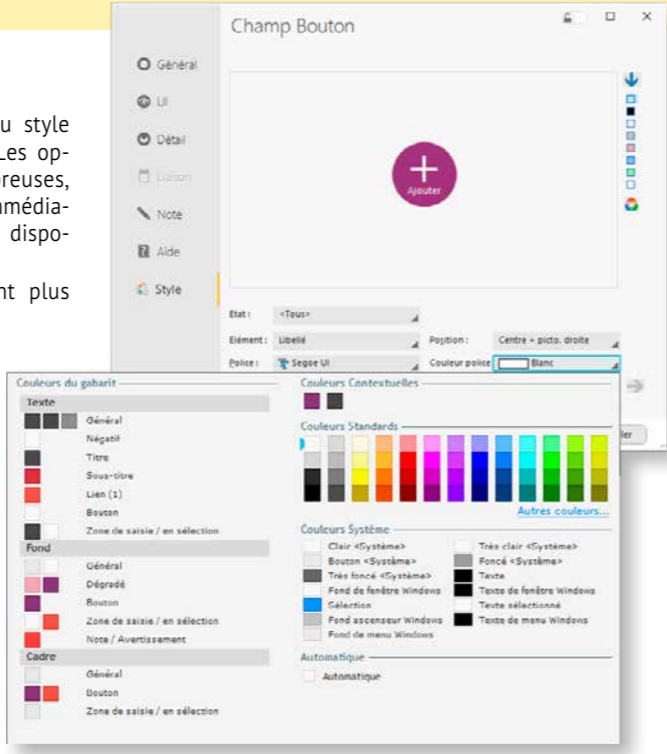 Champ Bouton
u style
Les op-
reuses,
média-
dispo-
nt plus
Général
UI
Détail
Liaison
Note
Aide
Style
Ajouter
Etat : <Tous>
Elément : Libellé Position : Centre + picto. droite
Police : Segoe UI Couleur police Blanc
ler
Couleurs du gabarit
Texte
Général
Négatif
Titre
Sous-titre
Lien (1)
Bouton
Zone de saisie / en sélection
Fond
Général
Dégradé
Bouton
Zone de saisie / en sélection
Note / Avertissement
Cadre
Général
Bouton
Zone de saisie / en sélection
Couleurs Contextuelles
Couleurs Standards
Autres couleurs...
Couleurs Système
Clair <Système> Très clair <Système>
Bouton <Système> Foncé <Système>
Très foncé <Système> Texte
Fond de fenêtre Windows Texte de fenêtre Windows
Sélection Texte sélectionné
Fond ascenseur Windows Texte de menu Windows
Fond de menu Windows
Automatique
Automatique